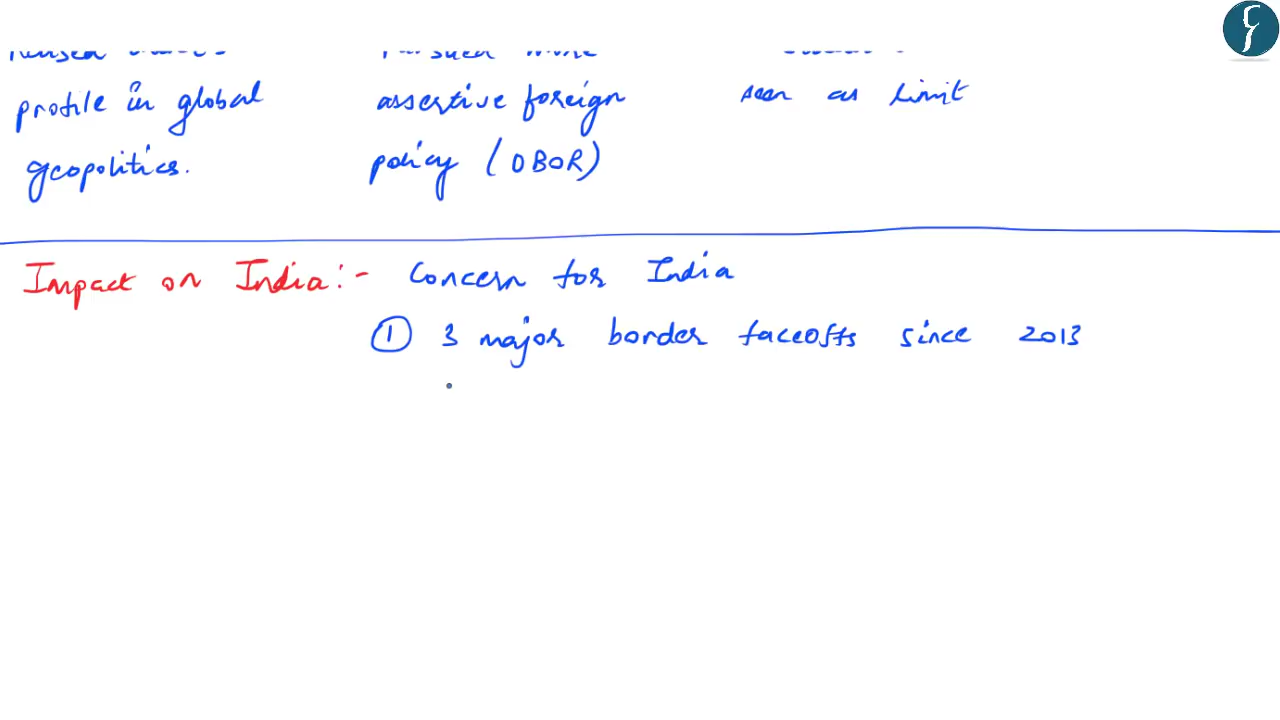 profile in global
geopolitics.
assertive foreign
policy (OBOR)
seen as limit
Impact on India:- Concern for India
① 3 major border faceoffs since 2013